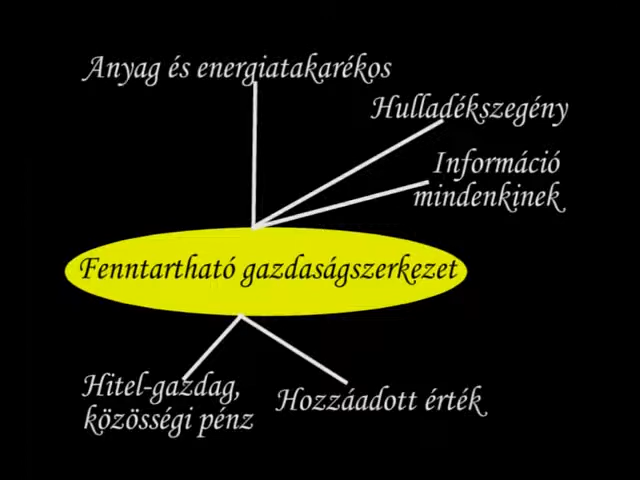 Anyag és energiatakarékos
Hulladékszegény
Információ
mindenkinek
Fenntartható gazdaságszerkezet
Hitel-gazdag,
közösségi pénz
Hozzáadott érték